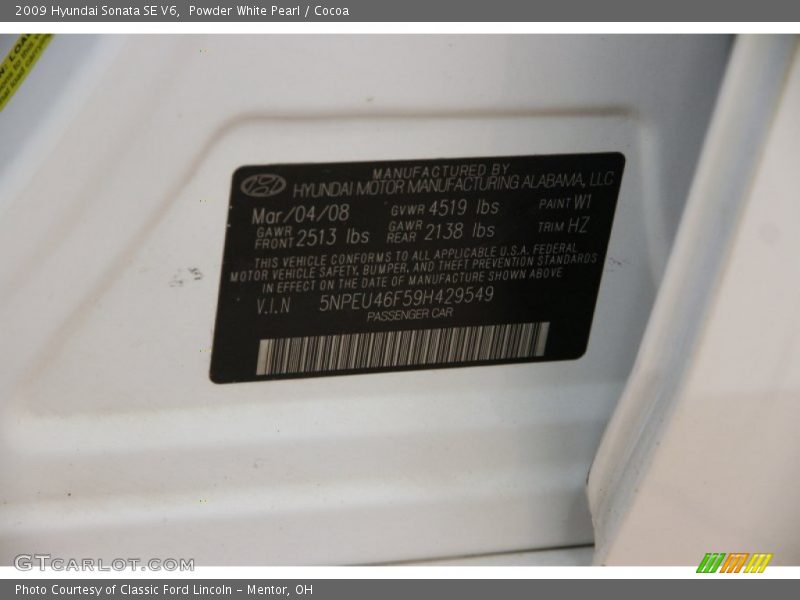 2009 Hyundai Sonata SE V6,  Powder White Pearl / Cocoa
MANUFACTURED BY
HYUNDAI MOTOR MANUFACTURING ALABAMA, LLC
Mar/04/08 GVWR 4519 lbs PAINT W1
GAWR FRONT 2513 lbs GAWR REAR 2138 lbs TRIM HZ
THIS VEHICLE CONFORMS TO ALL APPLICABLE U.S.A. FEDERAL
MOTOR VEHICLE SAFETY, BUMPER, AND THEFT PREVENTION STANDARDS
IN EFFECT ON THE DATE OF MANUFACTURE SHOWN ABOVE
V.I.N 5NPEU46F59H429549
PASSENGER CAR
GTCARLOT.COM
Photo Courtesy of Classic Ford Lincoln - Mentor, OH